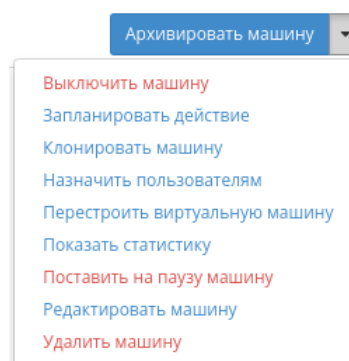 Архивировать машину
Выключить машину
Запланировать действие
Клонировать машину
Назначить пользователям
Перестроить виртуальную машину
Показать статистику
Поставить на паузу машину
Редактировать машину
Удалить машину